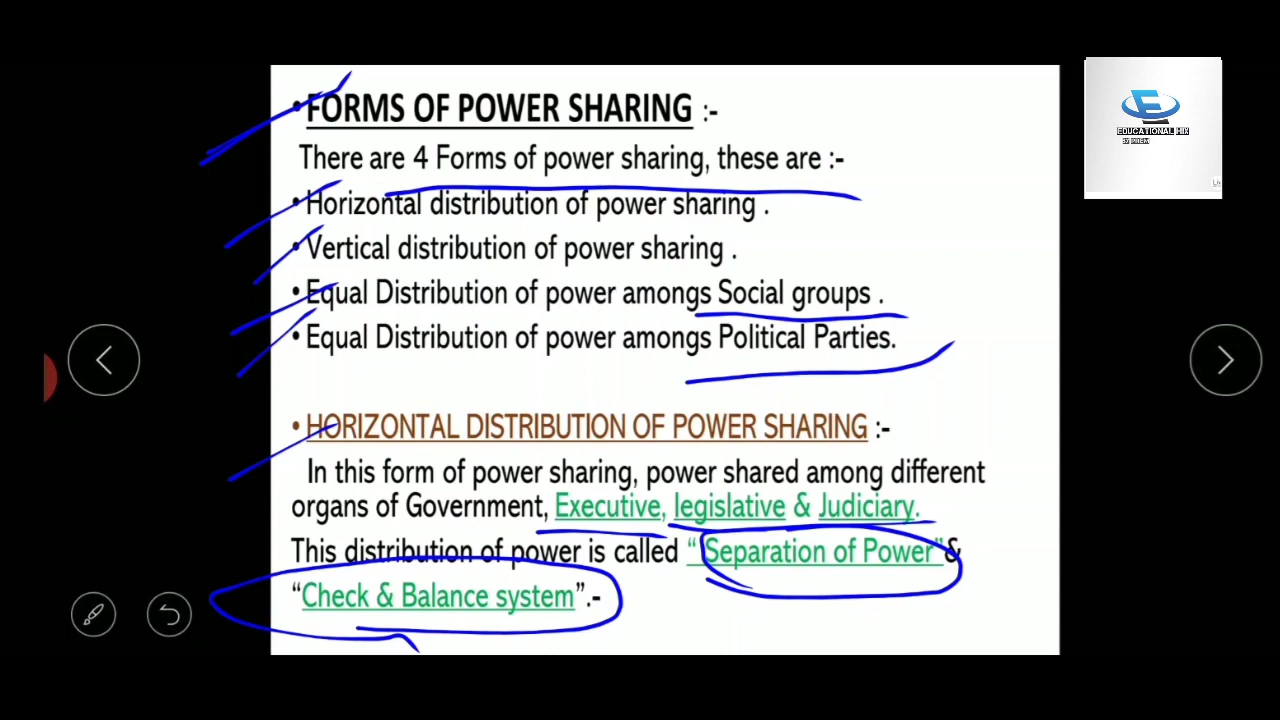 • FORMS OF POWER SHARING :-
There are 4 Forms of power sharing, these are :-
• Horizontal distribution of power sharing .
• Vertical distribution of power sharing .
• Equal Distribution of power amongs Social groups .
• Equal Distribution of power amongs Political Parties.
• HORIZONTAL DISTRIBUTION OF POWER SHARING :-
In this form of power sharing, power shared among different
organs of Government, Executive, legislative & Judiciary.
This distribution of power is called “ Separation of Power”&
“Check & Balance system”.-
EDUCATIONAL